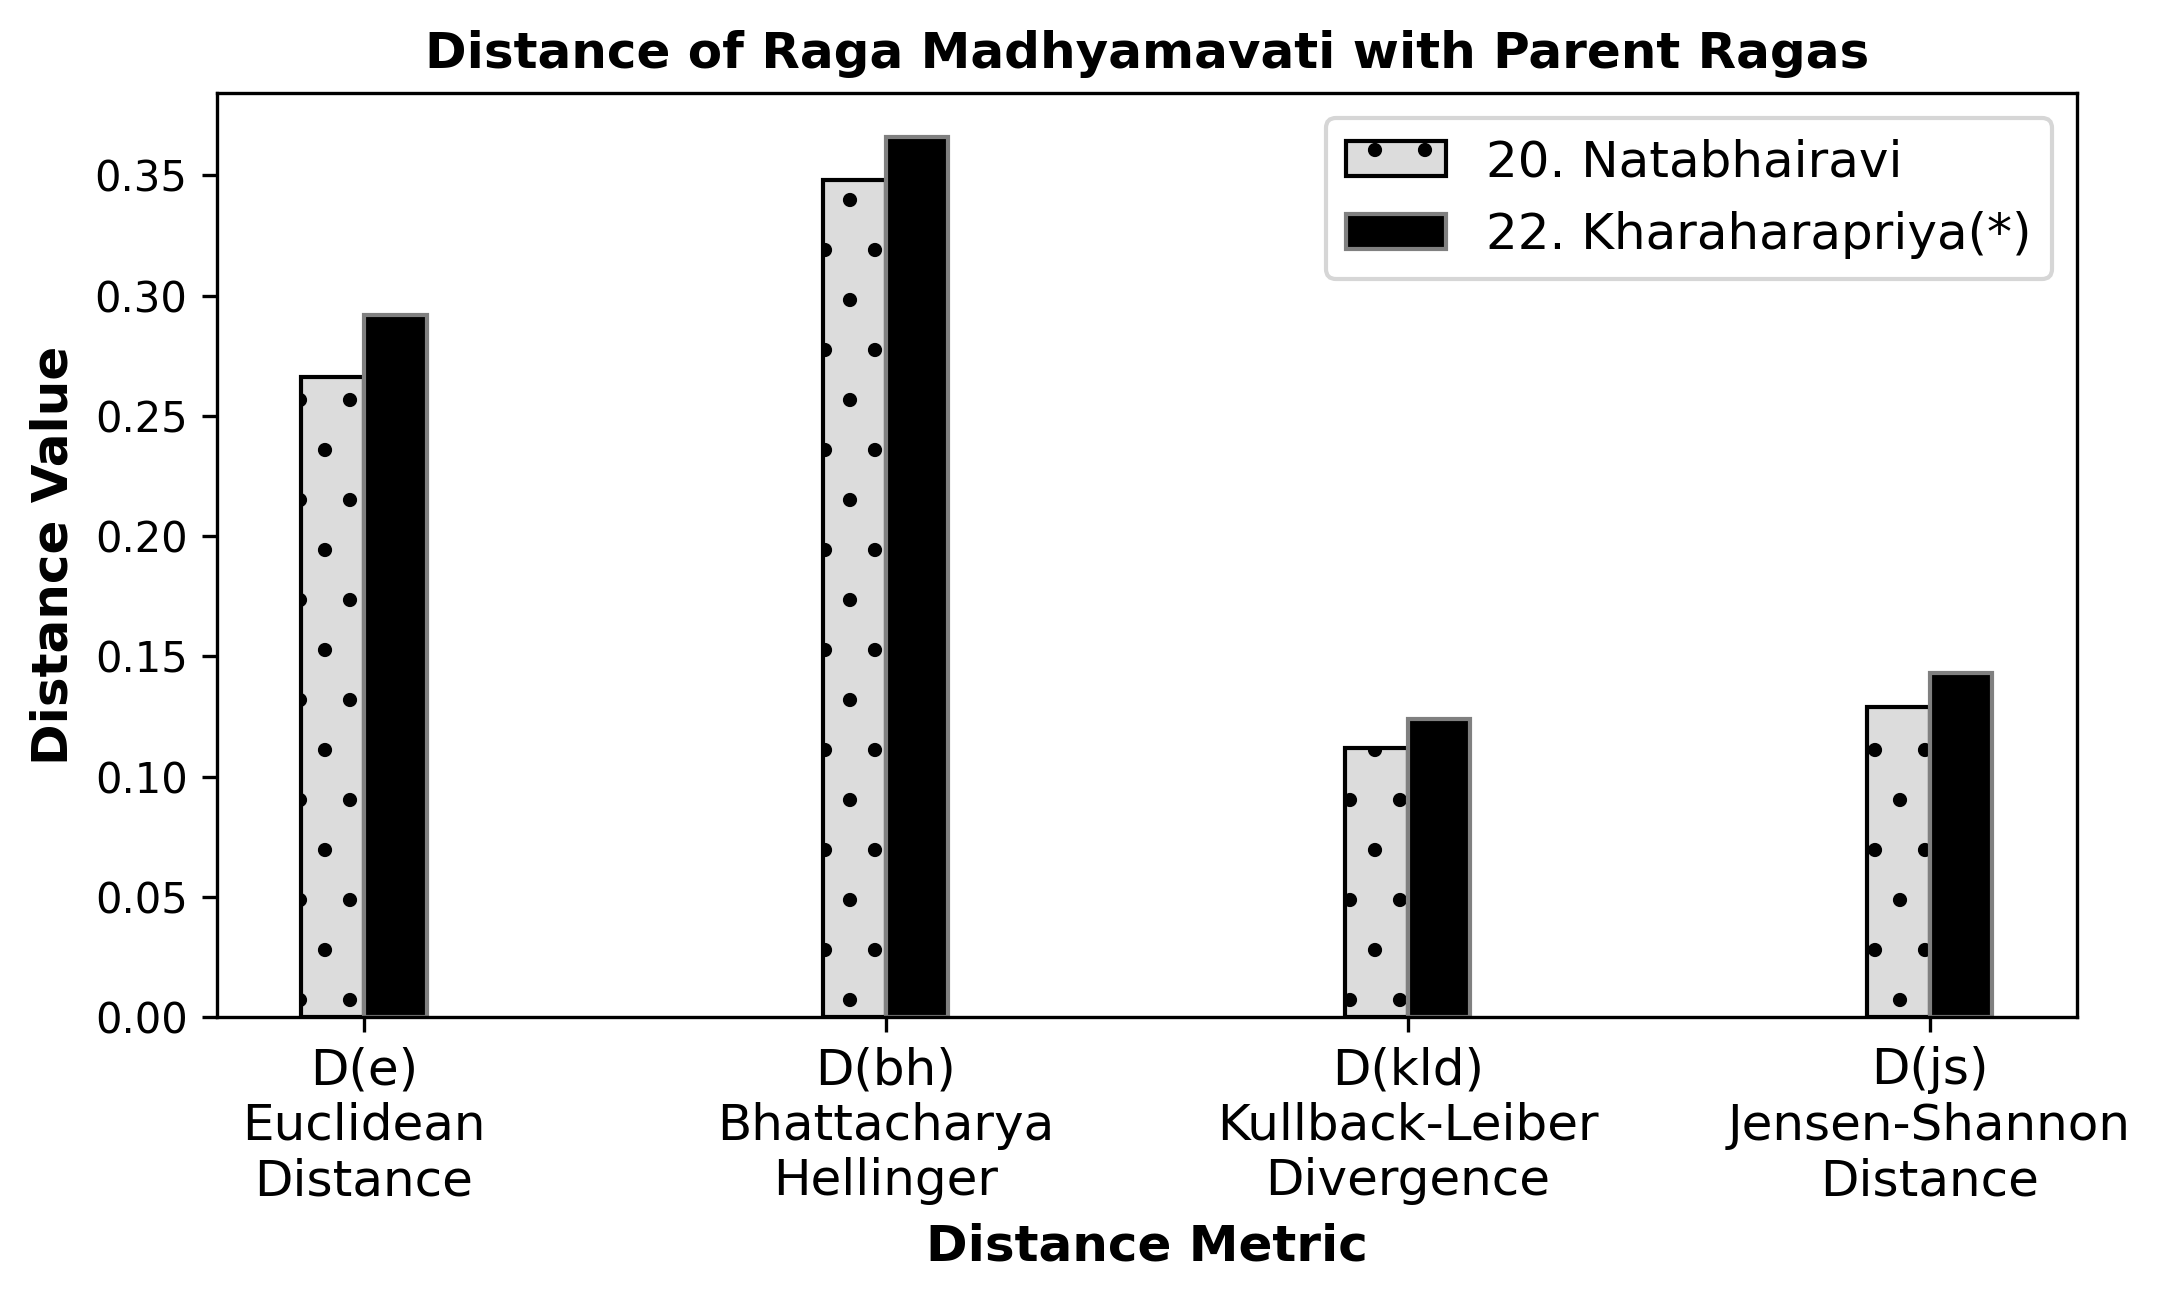 Distance of Raga Madhyamavati with Parent Ragas
20. Natabhairavi
22. Kharaharapriya(*)
Distance Value
0.35
0.30
0.25
0.20
0.15
0.10
0.05
0.00
D(e)
Euclidean
Distance
D(bh)
Bhattacharya
Hellinger
D(kld)
Kullback-Leiber
Divergence
D(js)
Jensen-Shannon
Distance
Distance Metric